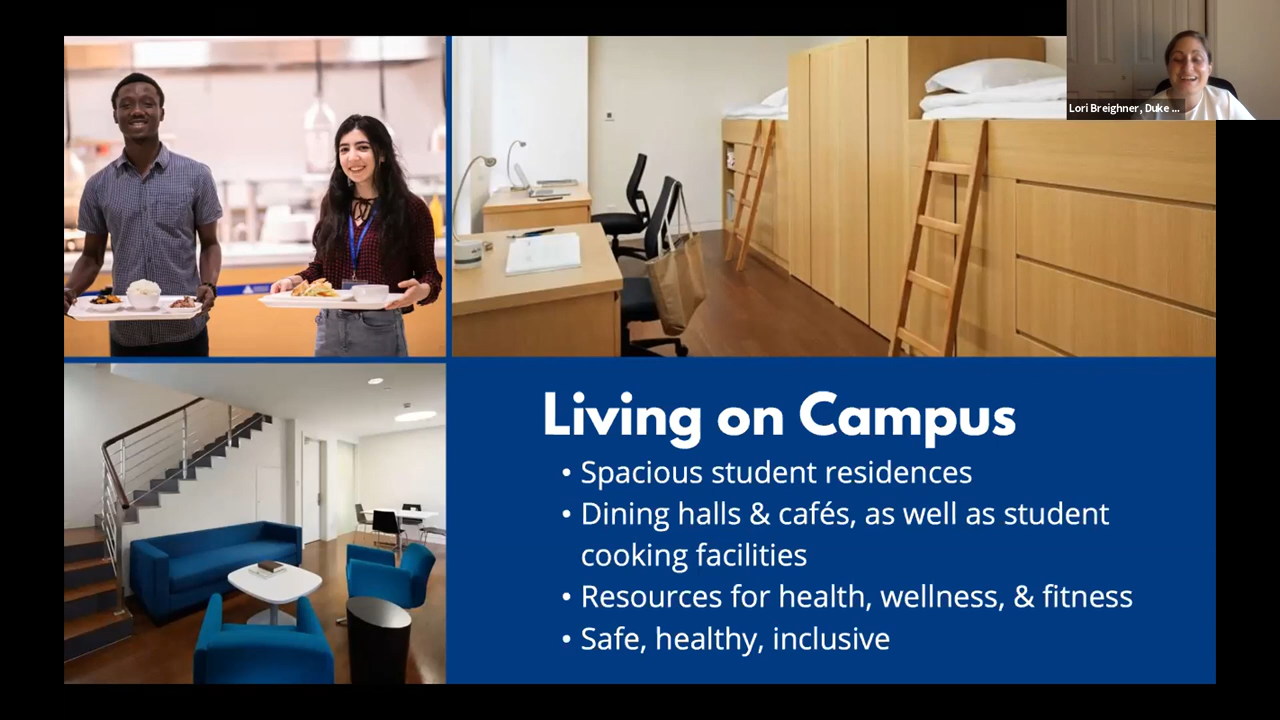 Lori Breighner, Duke ...
Living on Campus
• Spacious student residences
• Dining halls & cafés, as well as student
cooking facilities
• Resources for health, wellness, & fitness
• Safe, healthy, inclusive